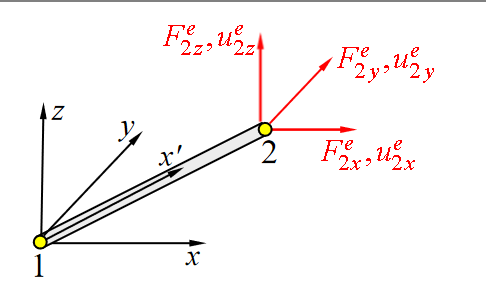 F^e_{2z}, u^e_{2z}
F^e_{2y}, u^e_{2y}
z
y
x′
2
F^e_{2x}, u^e_{2x}
1
x